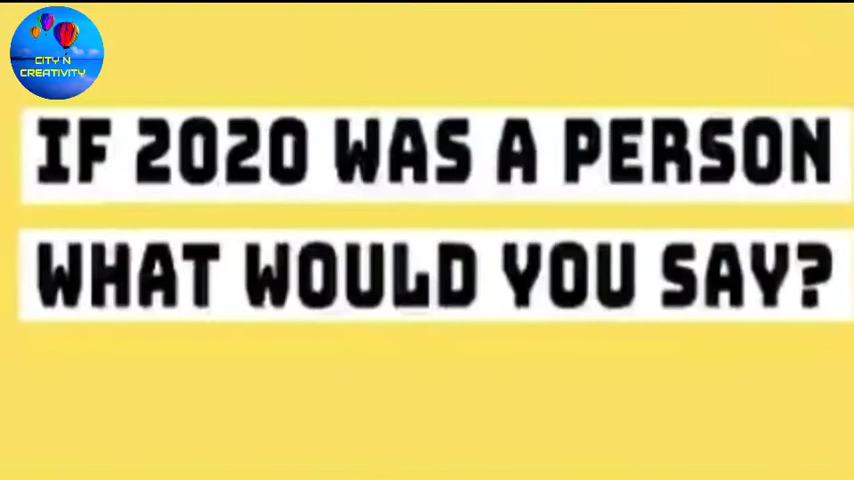 CITY N
CREATIVITY
IF 2020 WAS A PERSON
WHAT WOULD YOU SAY?